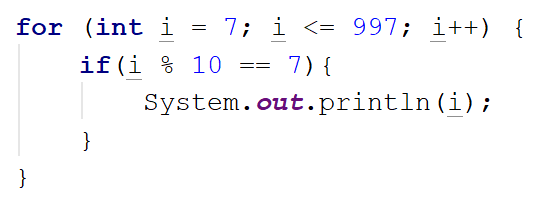 for (int i = 7; i <= 997; i++) {
    if(i % 10 == 7){
        System.out.println(i);
    }
}